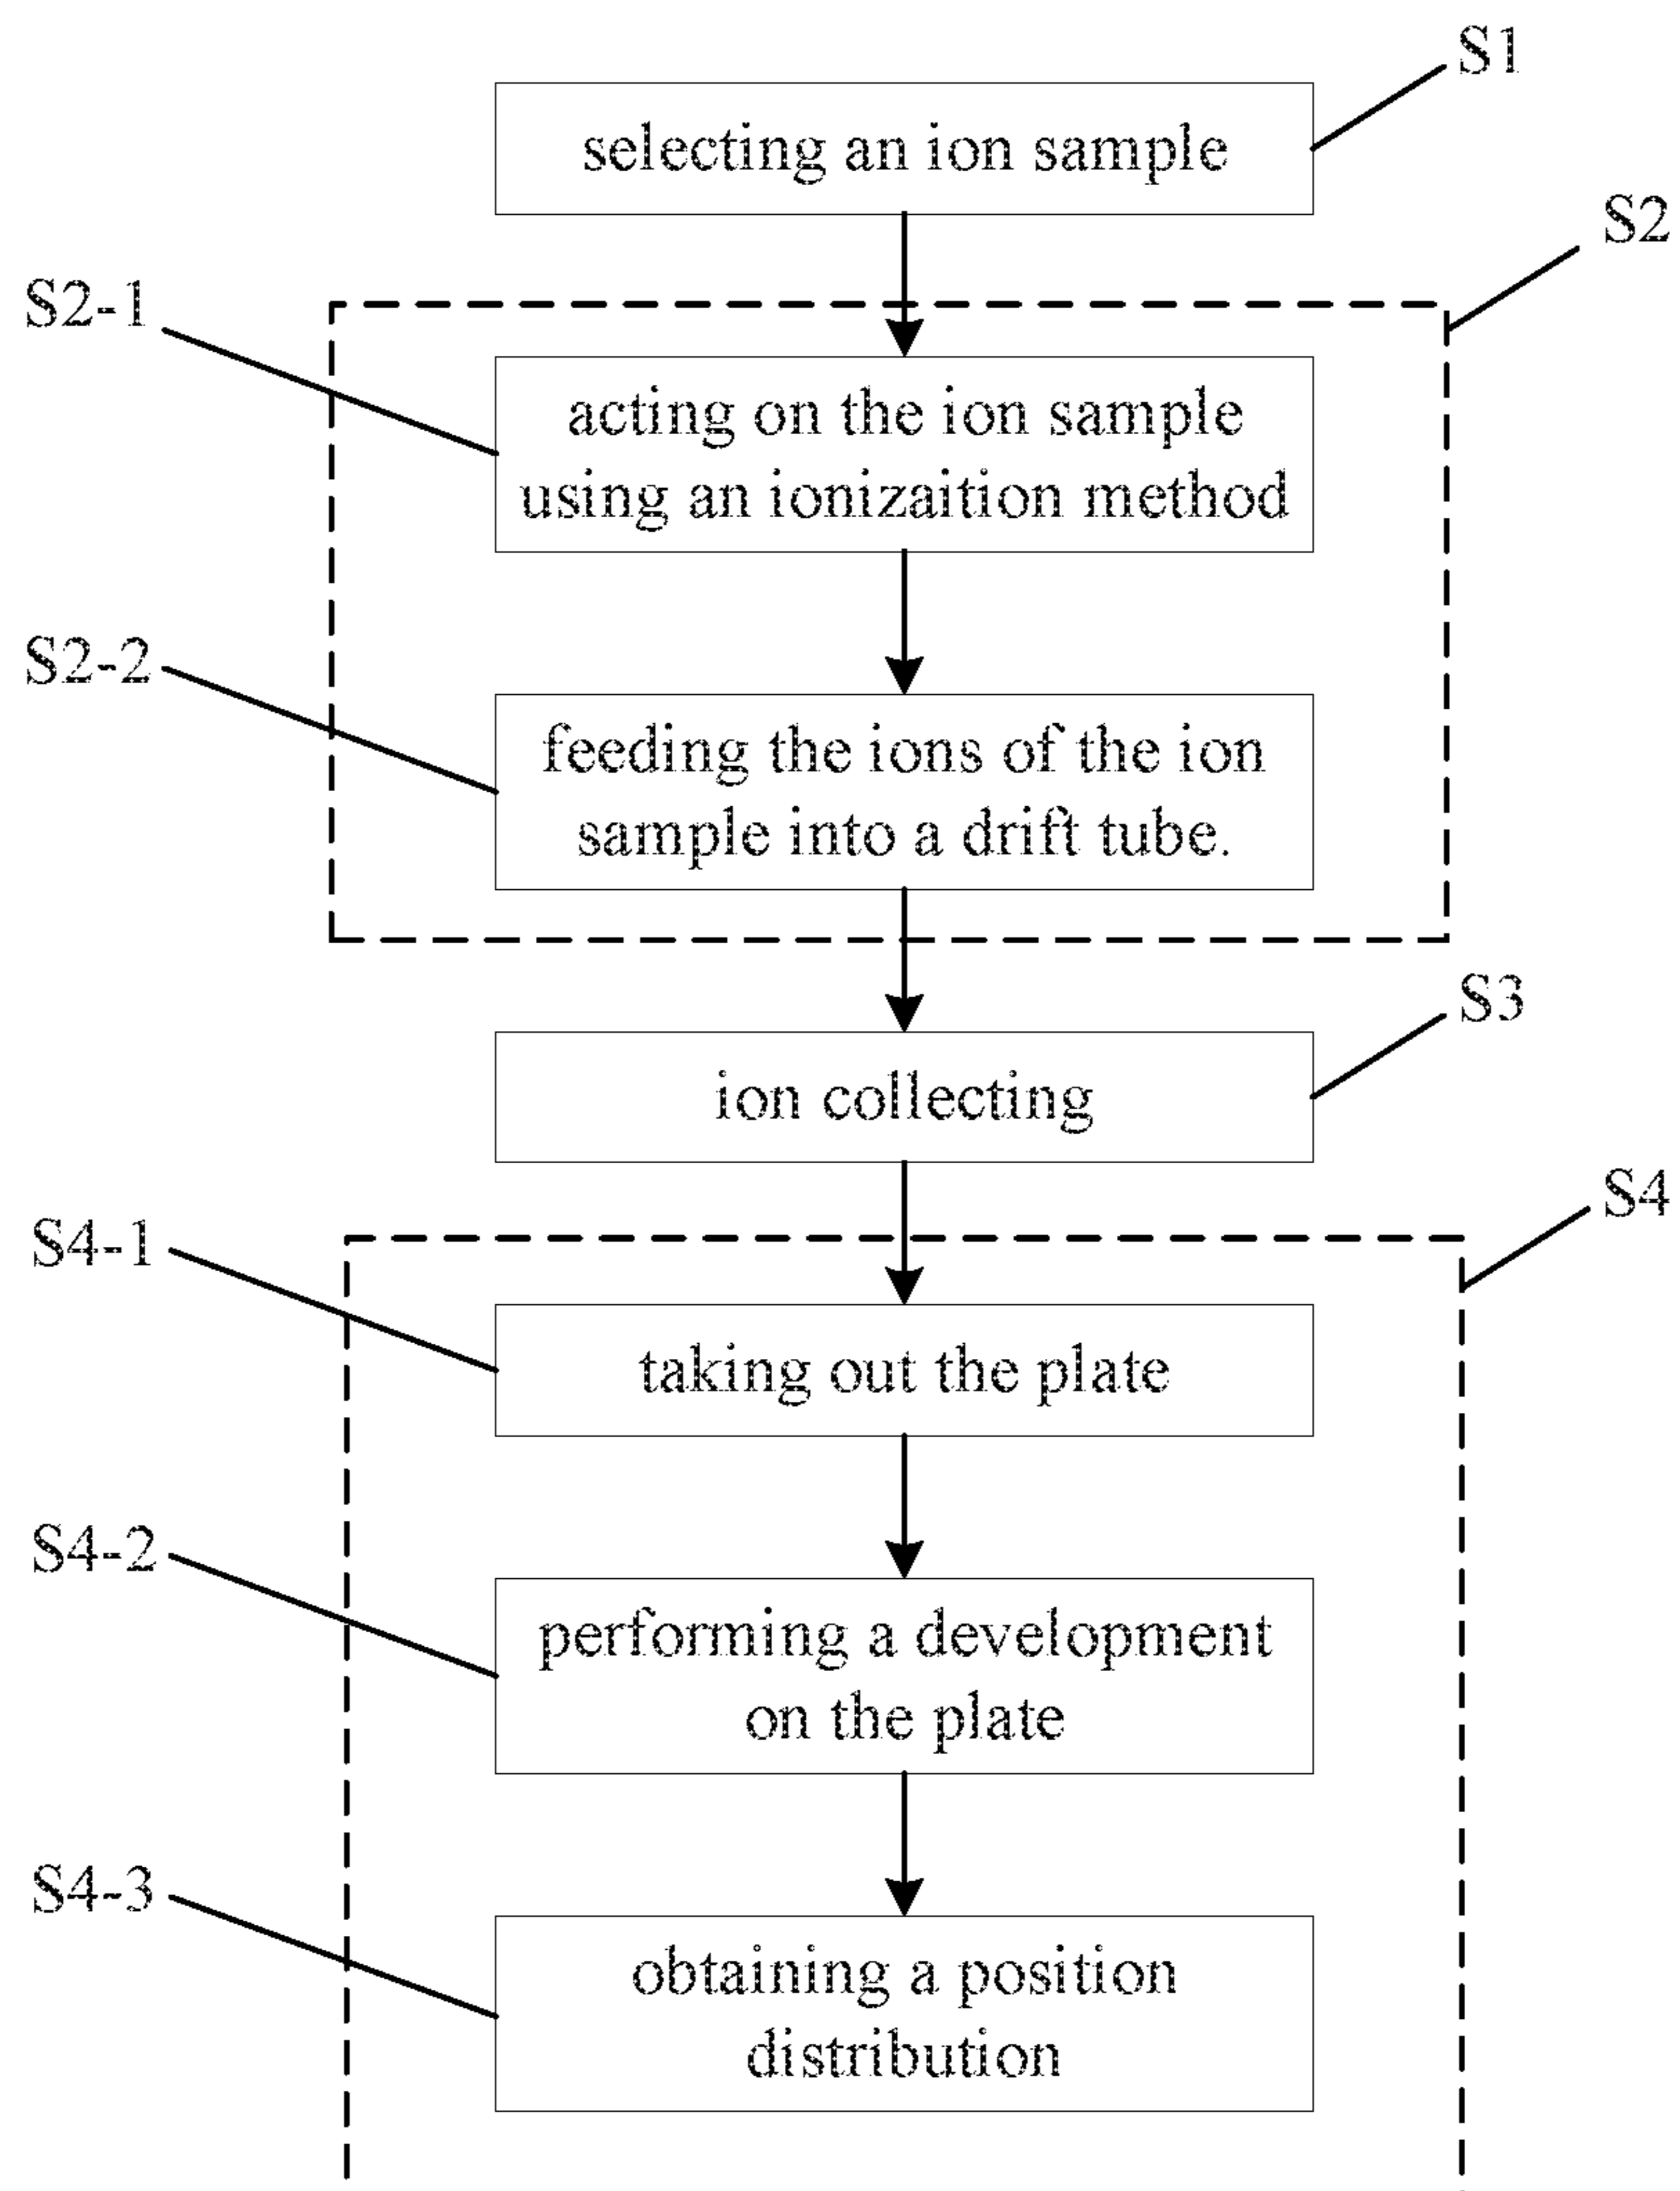 S1
selecting an ion sample
S2
S2-1
acting on the ion sample
using an ionizaition method
S2-2
feeding the ions of the ion
sample into a drift tube.
S3
ion collecting
S4
S4-1
taking out the plate
S4-2
performing a development
on the plate
S4-3
obtaining a position
distribution